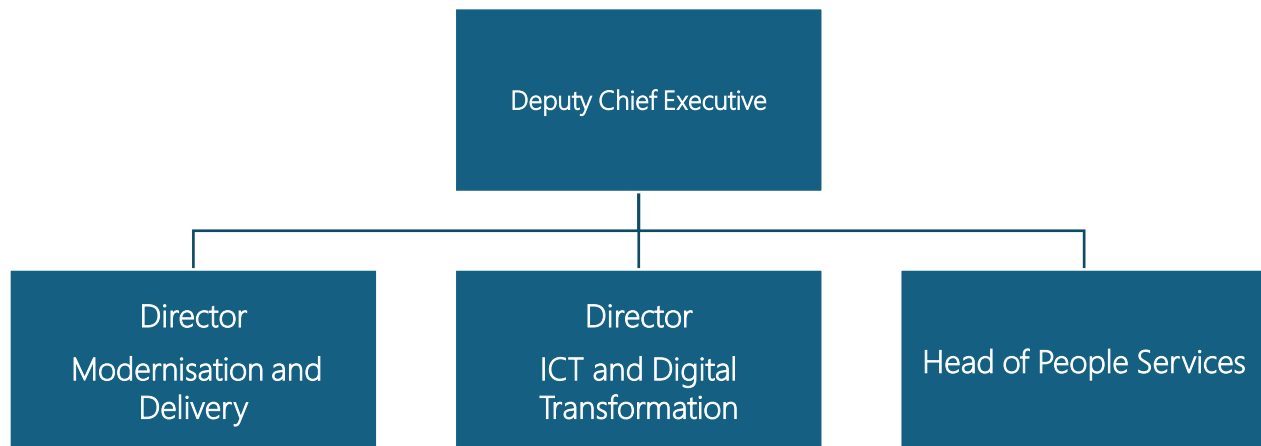 Deputy Chief Executive
Director
Modernisation and
Delivery
Director
ICT and Digital
Transformation
Head of People Services